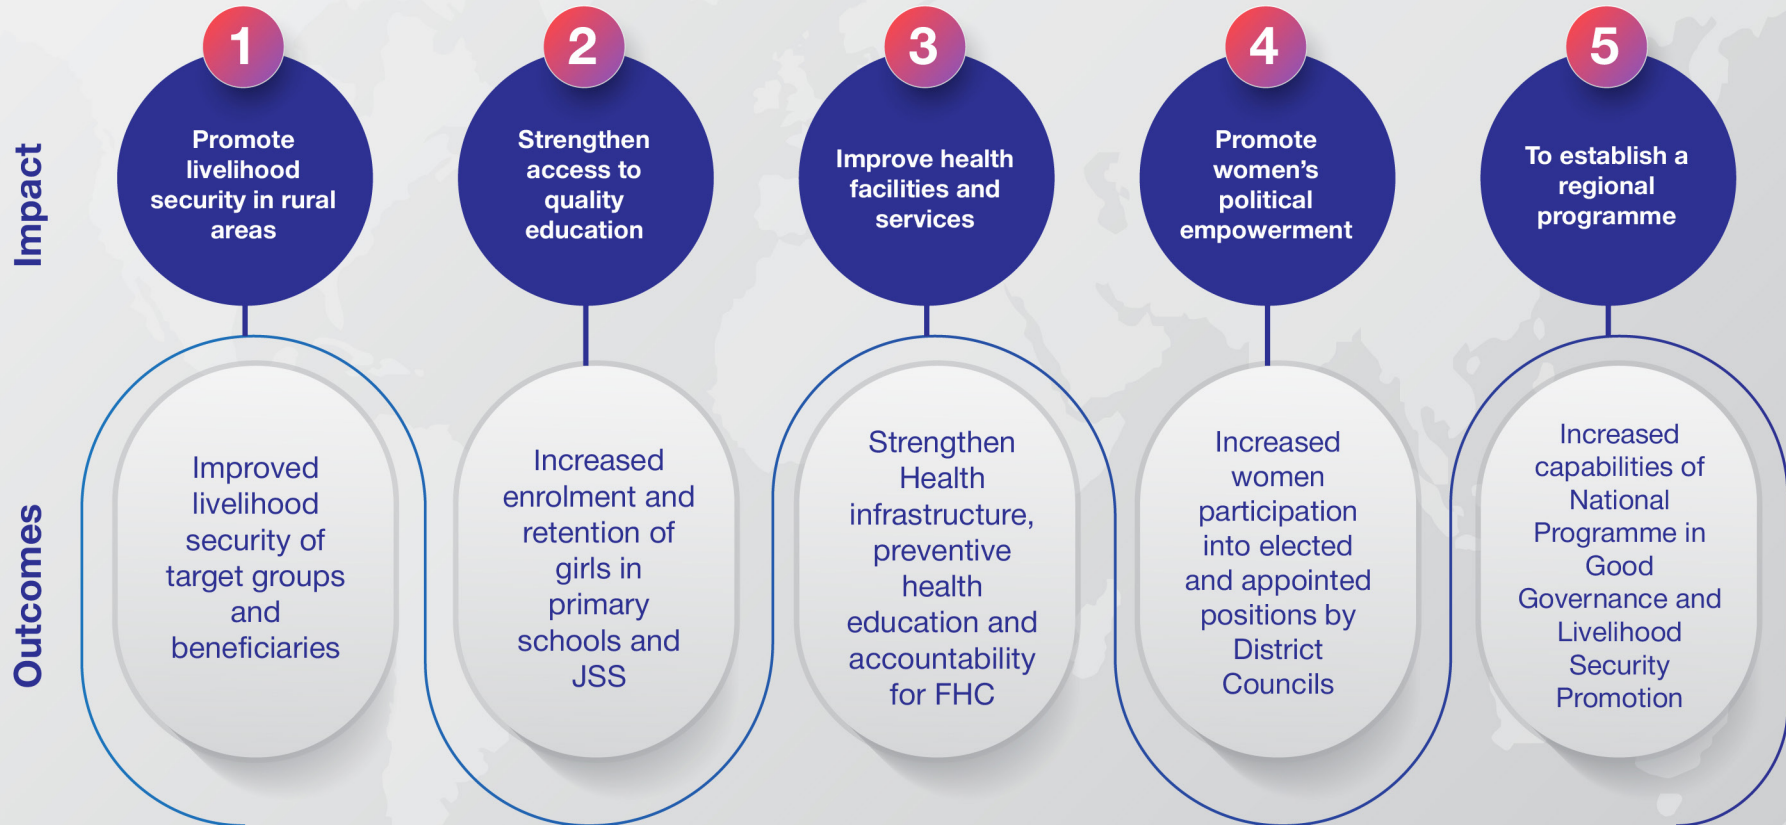 Impact
1
Promote
livelihood
security in rural
areas
2
Strengthen
access to
quality
education
3
Improve health
facilities and
services
4
Promote
women’s
political
empowerment
5
To establish a
regional
programme
Outcomes
Improved
livelihood
security of
target groups
and
beneficiaries
Increased
enrolment and
retention of
girls in
primary
schools and
JSS
Strengthen
Health
infrastructure,
preventive
health
education and
accountability
for FHC
Increased
women
participation
into elected
and appointed
positions by
District
Councils
Increased
capabilities of
National
Programme in
Good
Governance and
Livelihood
Security
Promotion